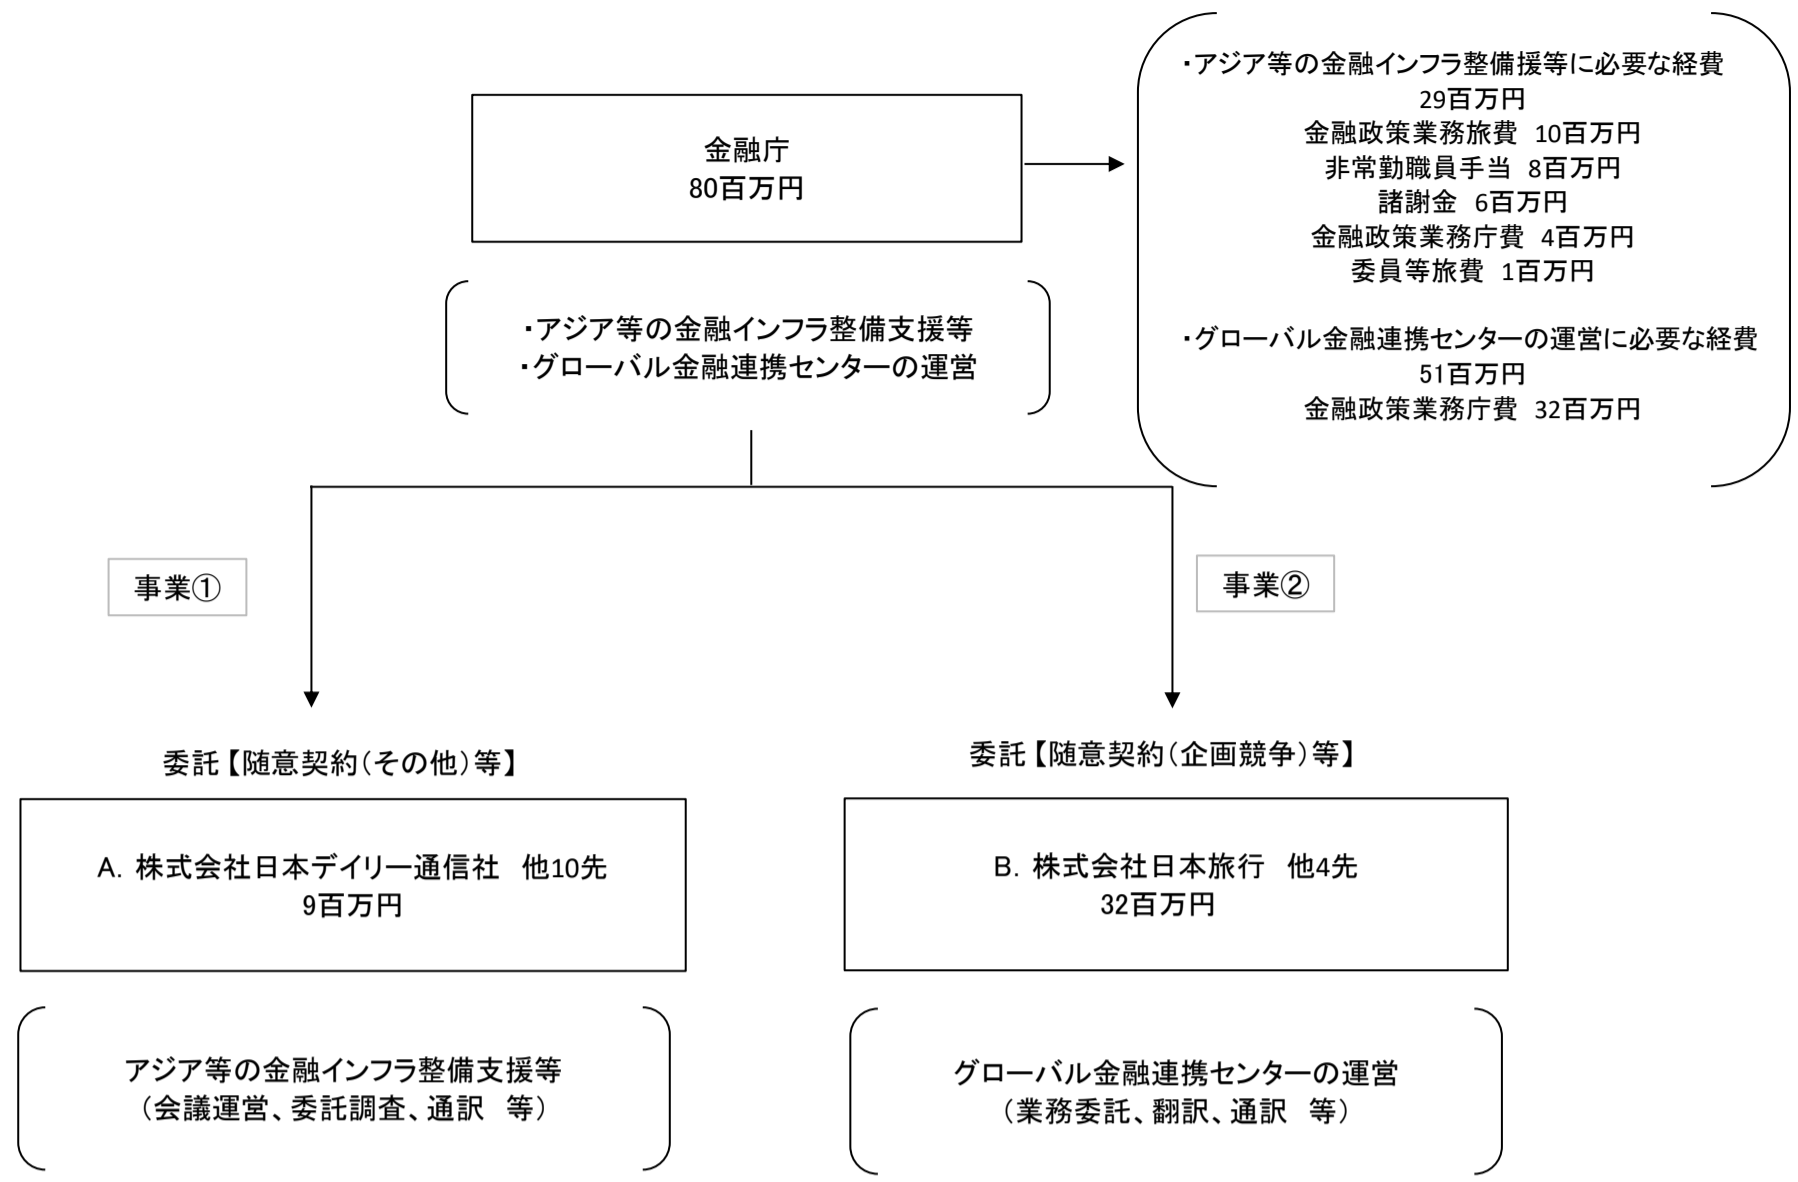 金融庁
80百万円
・アジア等の金融インフラ整備援等に必要な経費
29百万円
金融政策業務旅費　10百万円
非常勤職員手当　8百万円
諸謝金　6百万円
金融政策業務庁費　4百万円
委員等旅費　1百万円
・グローバル金融連携センターの運営に必要な経費
51百万円
金融政策業務庁費　32百万円
・アジア等の金融インフラ整備支援等
・グローバル金融連携センターの運営
事業①
事業②
委託【随意契約（その他）等】
A．株式会社日本デイリー通信社　他10先
9百万円
アジア等の金融インフラ整備支援等
（会議運営、委託調査、通訳　等）
委託【随意契約（企画競争）等】
B．株式会社日本旅行　他4先
32百万円
グローバル金融連携センターの運営
（業務委託、翻訳、通訳　等）